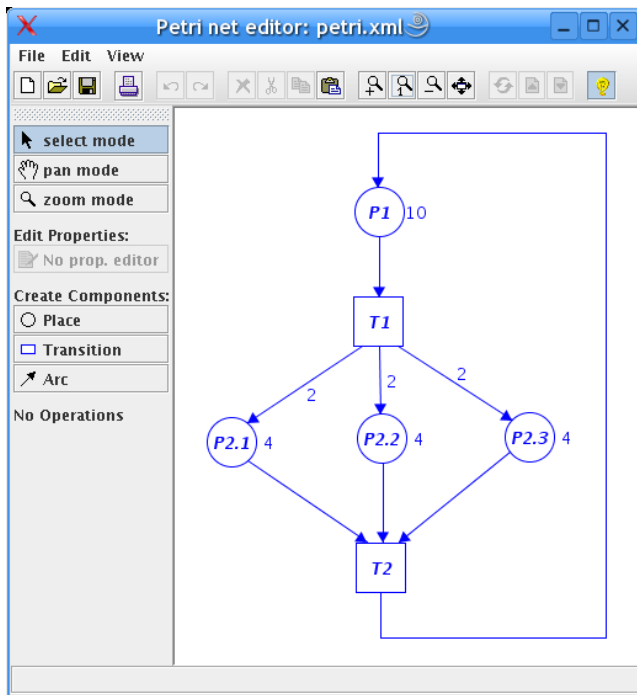 Petri net editor: petri.xml
File Edit View
1
select mode
pan mode
zoom mode
Edit Properties:
No prop. editor
Create Components:
Place
Transition
Arc
No Operations
P1 10
T1
2 2 2
P2.1 4 P2.2 4 P2.3 4
T2